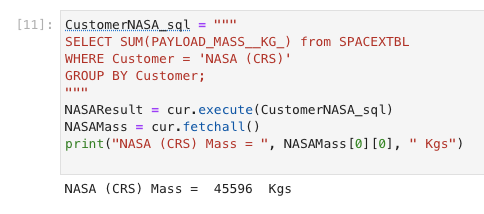 [11]: CustomerNASA_sql = """
SELECT SUM(PAYLOAD_MASS__KG_) from SPACEXTBL
WHERE Customer = 'NASA (CRS)'
GROUP BY Customer;
"""
NASAResult = cur.execute(CustomerNASA_sql)
NASAMass = cur.fetchall()
print("NASA (CRS) Mass = ", NASAMass[0][0], " Kgs")
NASA (CRS) Mass =  45596  Kgs